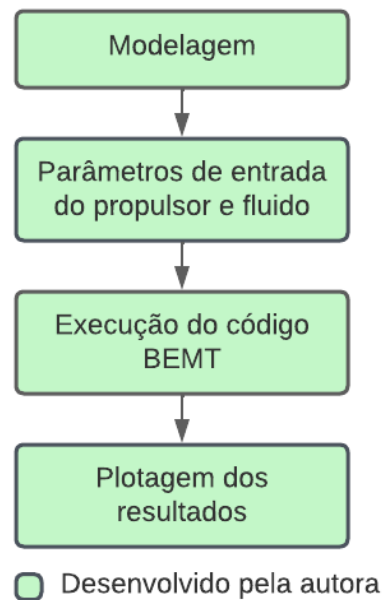 Modelagem
Parâmetros de entrada
do propulsor e fluido
Execução do código
BEMT
Plotagem dos
resultados
Desenvolvido pela autora